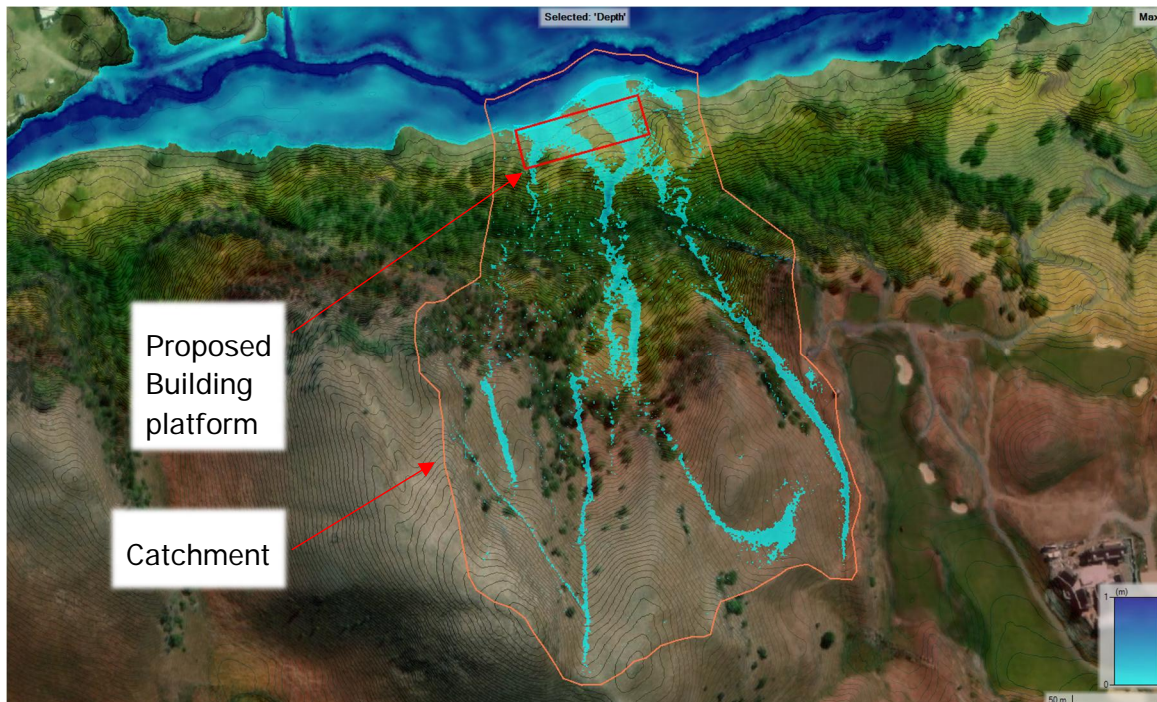 Selected: 'Depth'
Max
Proposed
Building
platform
Catchment
(m)
1
0
50 m